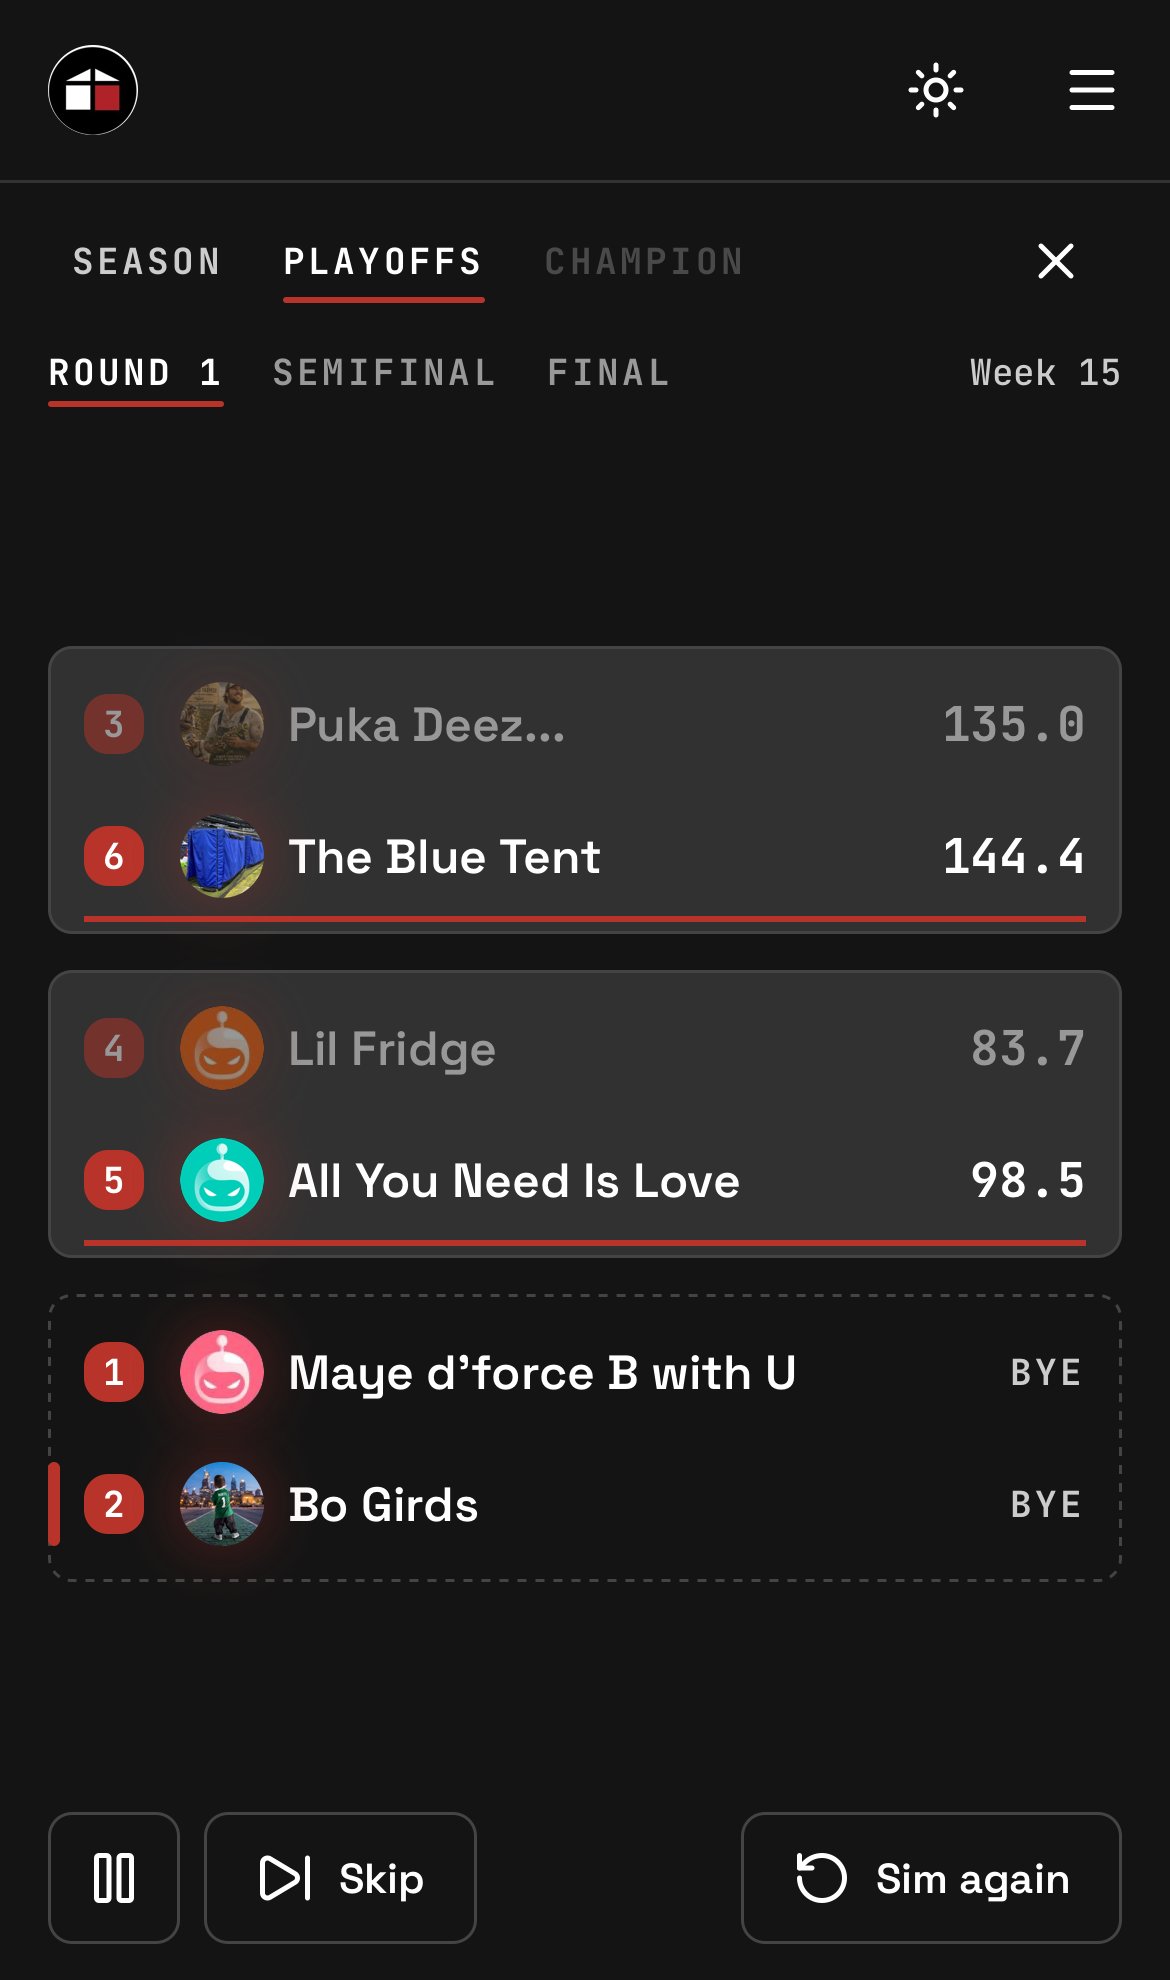 SEASON PLAYOFFS CHAMPION
ROUND 1 SEMIFINAL FINAL Week 15
3 Puka Deez... 135.0
6 The Blue Tent 144.4
4 Lil Fridge 83.7
5 All You Need Is Love 98.5
1 Maye d'force B with U BYE
2 Bo Girds BYE
Skip Sim again